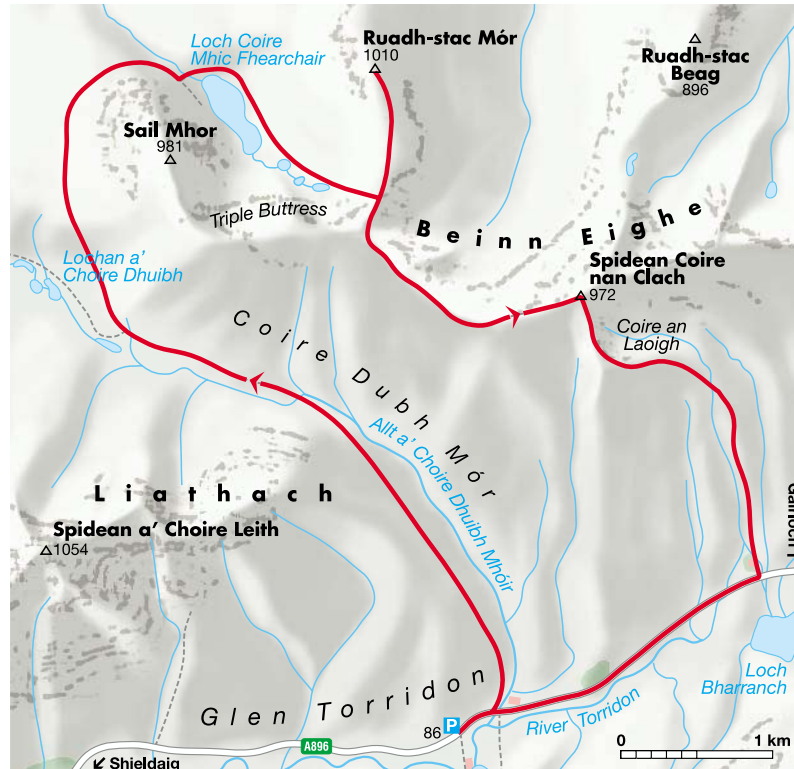 Loch Coire
Mhic Fhearchair
Ruadh-stac Mór
1010
Ruadh-stac
Beag
896
Sail Mhor
981
Triple Buttress
Beinn Eighe
Spidean Coire
nan Clach
972
Lochan a’
Choire Dhuibh
Coire an
Laoigh
Coire Dubh Mór
Allt a’ Choire Dhuibh Mhóir
Liathach
Spidean a’ Choire Leith
1054
Glen Torridon
Loch
Bharranch
River Torridon
86 P
A896
Shieldaig
0 1 km